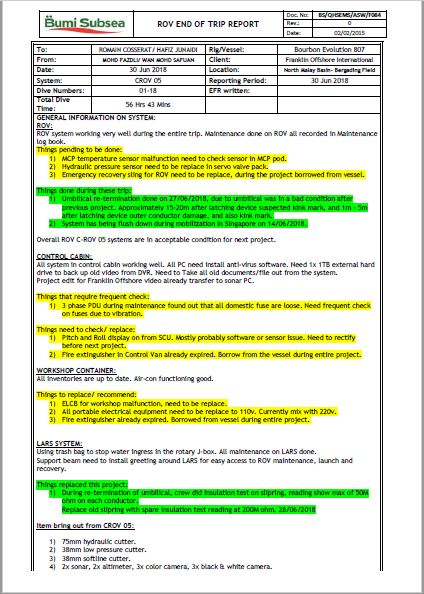 Bumi Subsea
ROV END OF TRIP REPORT
Doc. No: BS/QHSEMS/ASW/F084
Rev.: 0
Date: 02/02/2015
To: ROMAIN COSSERAT / HAFIZ JUNAIDI Rig/Vessel: Bourbon Evolution 807
From: MOHD FAZDLI/ WAN MOHD SAFUAN Client: Franklin Offshore International
Date: 30 Jun 2018 Location: North Malay Basin- Bergading Field
System: CROV 05 Reporting Period: 30 Jun 2018
Dive Numbers: 01-18 EFR written:
Total Dive Time: 56 Hrs 43 Mins
GENERAL INFORMATION ON SYSTEM:
ROV:
ROV system working very well during the entire trip. Maintenance done on ROV all recorded in Maintenance
log book.
Things pending to be done:
1) MCP temperature sensor malfunction need to check sensor in MCP pod.
2) Hydraulic pressure sensor need to be replace in servo valve pack.
3) Emergency recovery sling for ROV need to be replace, during the project borrowed from vessel.
Things done during these trip:
1) Umbilical re-termination done on 27/06/2018, due to umbilical was in a bad condition after
previous project. Approximately 15-20m after latching device suspected kink mark, and 1m - 5m
after latching device outer conductor damage, and also kink mark.
2) System has being flush down during mobilization in Singapore on 14/06/2018.
Overall ROV C-ROV 05 systems are in acceptable condition for next project.
CONTROL CABIN:
All system in control cabin working well. All PC need install anti-virus software. Need 1x 1TB external hard
drive to back up old video from DVR. Need to Take all old documents/file out from the system.
Project edit for Franklin Offshore video already transfer to sonar PC.
Things that require frequent check:
1) 3 phase PDU during maintenance found out that all domestic fuse are loose. Need frequent check
on fuses due to vibration.
Things need to check/ replace:
1) Pitch and Roll display on from SCU. Mostly probably software or sensor issue. Need to rectify
before next project.
2) Fire extinguisher in Control Van already expired. Borrow from the vessel during entire project.
WORKSHOP CONTAINER:
All inventories are up to date. Air-con functioning good.
Things to replace/ recommend:
1) ELCB for workshop malfunction, need to be replace.
2) All portable electrical equipment need to be replace to 110v. Currently mix with 220v.
3) Fire extinguisher already expired. Borrowed from vessel during entire project.
LARS SYSTEM:
Using trash bag to stop water ingress in the rotary J-box. All maintenance on LARS done.
Support beam need to install greeting around LARS for easy access to ROV maintenance, launch and
recovery.
Things replaced this project:
1) During re-termination of umbilical, crew did insulation test on slipring, reading show max of 50M
ohm on each conductor.
Replace old slipring with spare insulation test reading at 200M ohm. 28/06/2018
Item bring out from CROV 05:
1) 75mm hydraulic cutter.
2) 38mm low pressure cutter.
3) 38mm softline cutter.
4) 2x sonar, 2x altimeter, 3x color camera, 3x black & white camera.